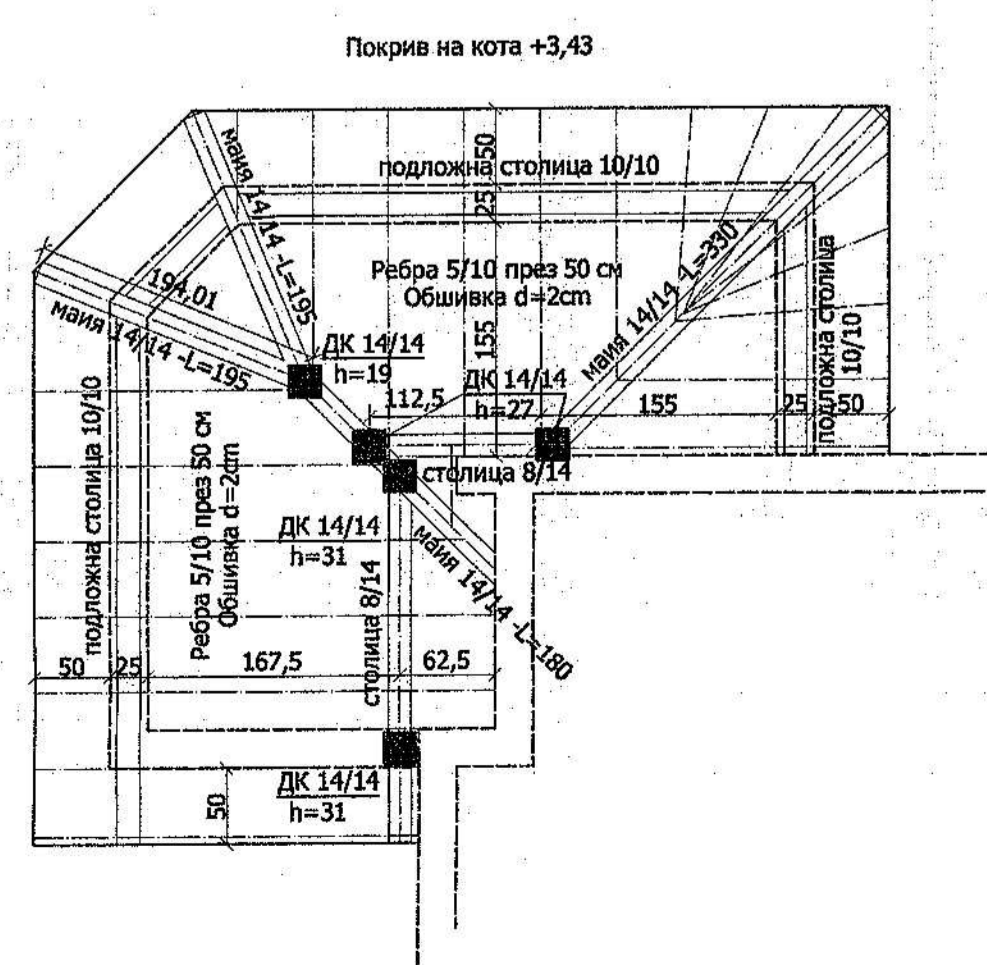 Покрив на кота +3,43
50
подложна столица 10/10
25
маия 14/14 -L=195
194,01
маия 14/14 -L=195
Ребра 5/10 през 50 см
Обшивка d=2cm
155
маия 14/14 -L=330
подложна столица
10/10
ДК 14/14
h=19
ДК 14/14
h=27
112,5
155
25
50
столица 8/14
подложна столица 10/10
Ребра 5/10 през 50 см
Обшивка d=2cm
ДК 14/14
h=31
столица 8/14
маия 14/14 -L=180
50
25
167,5
62,5
50
ДК 14/14
h=31